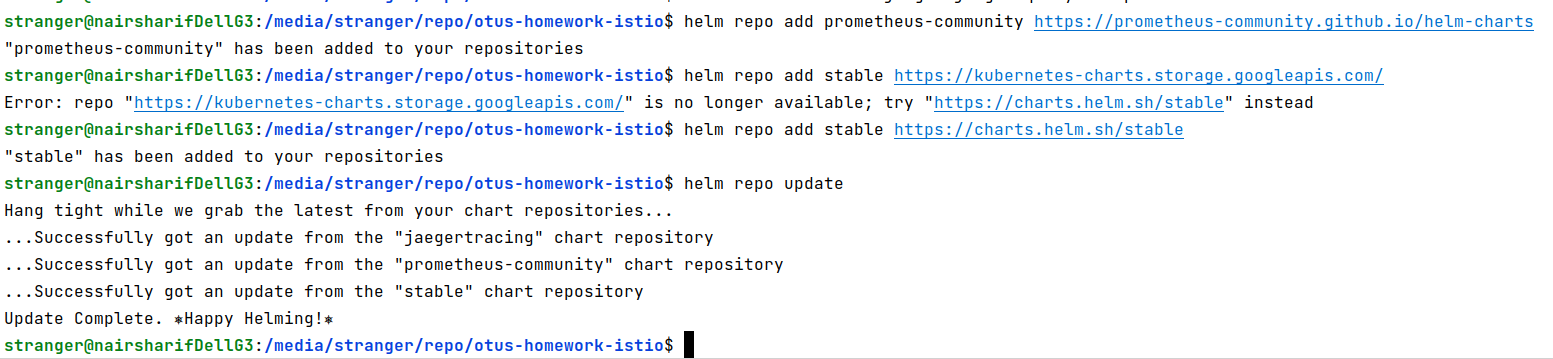 stranger@nairsharifDellG3:/media/stranger/repo/otus-homework-istio$ helm repo add prometheus-community https://prometheus-community.github.io/helm-charts
"prometheus-community" has been added to your repositories
stranger@nairsharifDellG3:/media/stranger/repo/otus-homework-istio$ helm repo add stable https://kubernetes-charts.storage.googleapis.com/
Error: repo "https://kubernetes-charts.storage.googleapis.com/" is no longer available; try "https://charts.helm.sh/stable" instead
stranger@nairsharifDellG3:/media/stranger/repo/otus-homework-istio$ helm repo add stable https://charts.helm.sh/stable
"stable" has been added to your repositories
stranger@nairsharifDellG3:/media/stranger/repo/otus-homework-istio$ helm repo update
Hang tight while we grab the latest from your chart repositories...
...Successfully got an update from the "jaegertracing" chart repository
...Successfully got an update from the "prometheus-community" chart repository
...Successfully got an update from the "stable" chart repository
Update Complete. ⎈Happy Helming!⎈
stranger@nairsharifDellG3:/media/stranger/repo/otus-homework-istio$